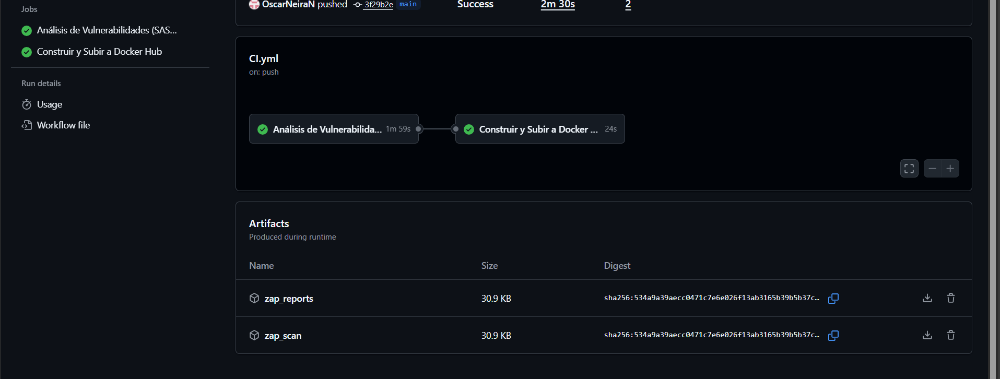 Jobs
Análisis de Vulnerabilidades (SAS...
Construir y Subir a Docker Hub
Run details
Usage
Workflow file
OscarNeiraN pushed 3f29b2e main Success 2m 30s 2
CI.yml
on: push
Análisis de Vulnerabilida... 1m 59s
Construir y Subir a Docker ... 24s
Artifacts
Produced during runtime
Name Size Digest
zap_reports 30.9 KB sha256:534a9a39aecc0471c7e6e026f13ab3165b39b5b37c…
zap_scan 30.9 KB sha256:534a9a39aecc0471c7e6e026f13ab3165b39b5b37c…